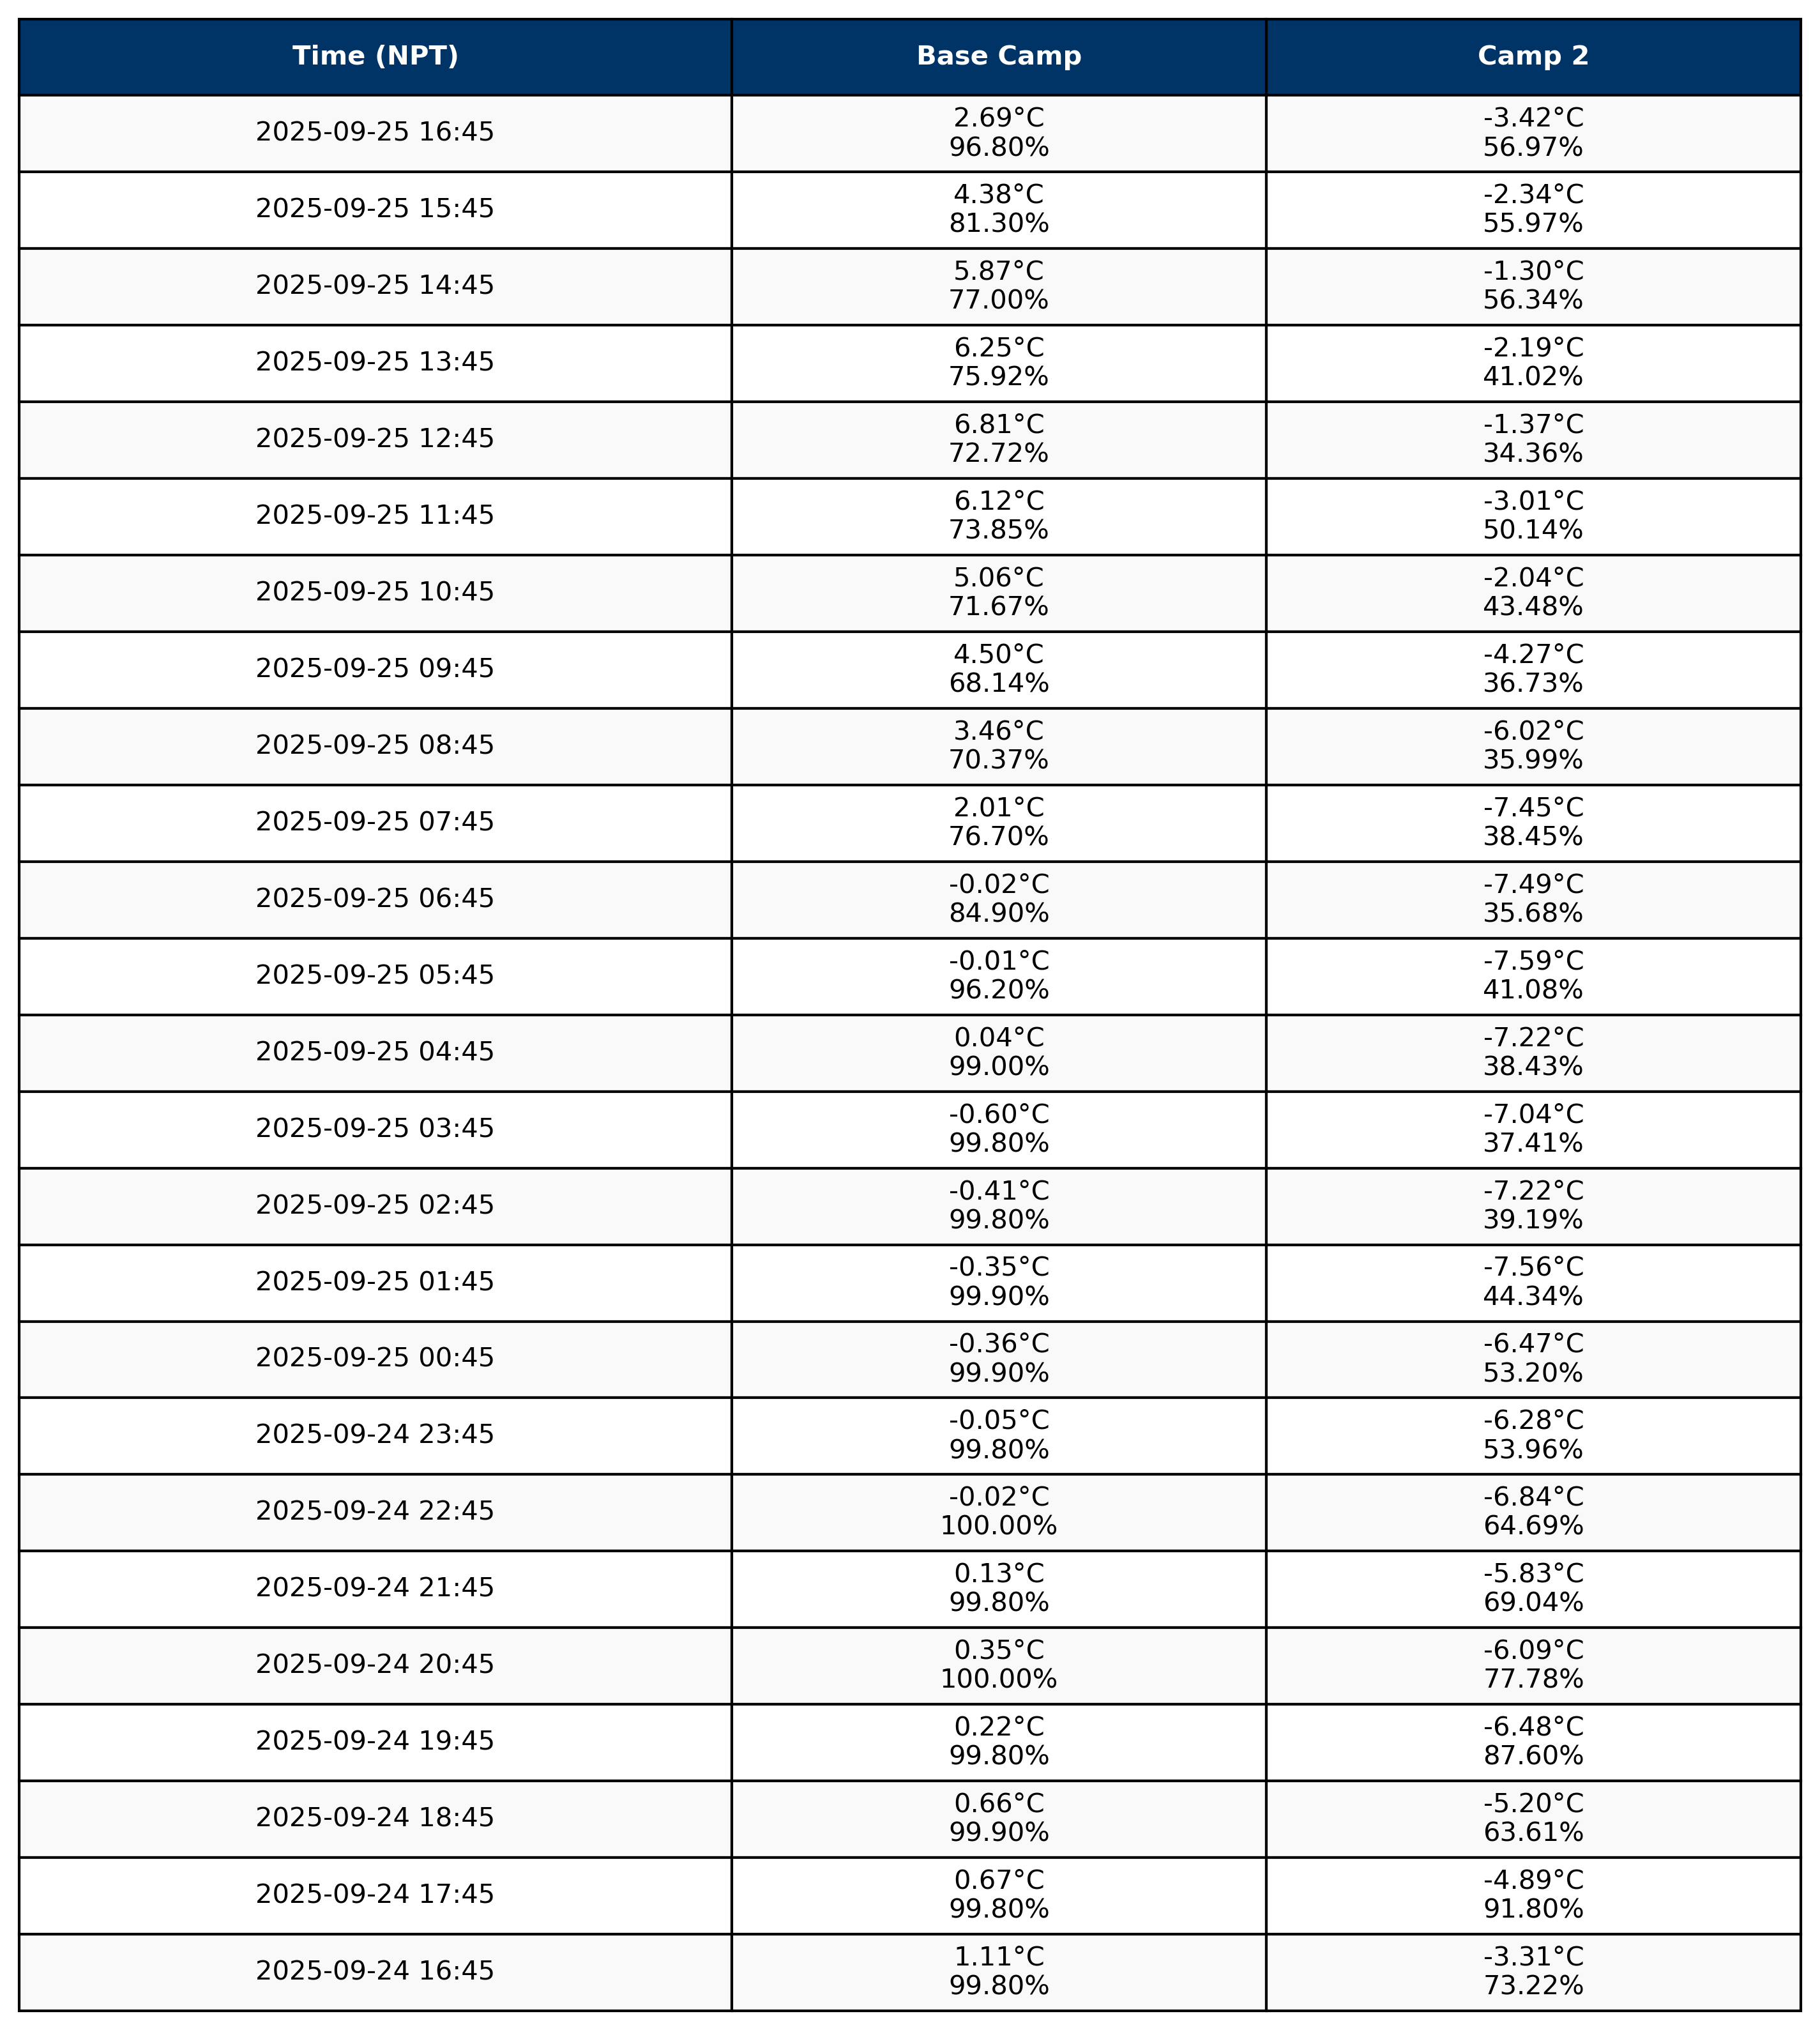 Time (NPT) Base Camp Camp 2
2025-09-25 16:45 2.69°C -3.42°C
96.80% 56.97%
2025-09-25 15:45 4.38°C -2.34°C
81.30% 55.97%
2025-09-25 14:45 5.87°C -1.30°C
77.00% 56.34%
2025-09-25 13:45 6.25°C -2.19°C
75.92% 41.02%
2025-09-25 12:45 6.81°C -1.37°C
72.72% 34.36%
2025-09-25 11:45 6.12°C -3.01°C
73.85% 50.14%
2025-09-25 10:45 5.06°C -2.04°C
71.67% 43.48%
2025-09-25 09:45 4.50°C -4.27°C
68.14% 36.73%
2025-09-25 08:45 3.46°C -6.02°C
70.37% 35.99%
2025-09-25 07:45 2.01°C -7.45°C
76.70% 38.45%
2025-09-25 06:45 -0.02°C -7.49°C
84.90% 35.68%
2025-09-25 05:45 -0.01°C -7.59°C
96.20% 41.08%
2025-09-25 04:45 0.04°C -7.22°C
99.00% 38.43%
2025-09-25 03:45 -0.60°C -7.04°C
99.80% 37.41%
2025-09-25 02:45 -0.41°C -7.22°C
99.80% 39.19%
2025-09-25 01:45 -0.35°C -7.56°C
99.90% 44.34%
2025-09-25 00:45 -0.36°C -6.47°C
99.90% 53.20%
2025-09-24 23:45 -0.05°C -6.28°C
99.80% 53.96%
2025-09-24 22:45 -0.02°C -6.84°C
100.00% 64.69%
2025-09-24 21:45 0.13°C -5.83°C
99.80% 69.04%
2025-09-24 20:45 0.35°C -6.09°C
100.00% 77.78%
2025-09-24 19:45 0.22°C -6.48°C
99.80% 87.60%
2025-09-24 18:45 0.66°C -5.20°C
99.90% 63.61%
2025-09-24 17:45 0.67°C -4.89°C
99.80% 91.80%
2025-09-24 16:45 1.11°C -3.31°C
99.80% 73.22%